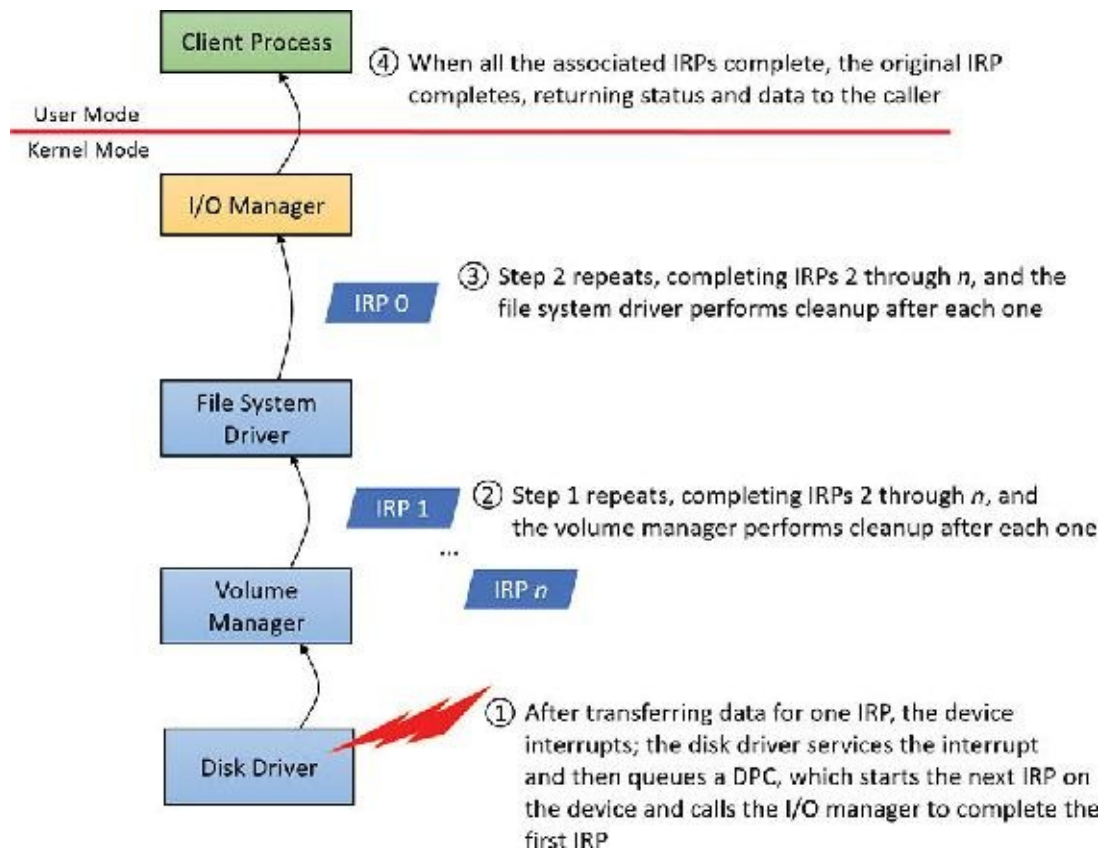 Client Process
④ When all the associated IRPs complete, the original IRP
completes, returning status and data to the caller
User Mode
Kernel Mode
I/O Manager
③ Step 2 repeats, completing IRPs 2 through n, and the
file system driver performs cleanup after each one
IRP 0
File System
Driver
② Step 1 repeats, completing IRPs 2 through n, and
the volume manager performs cleanup after each one
IRP 1
...
IRP n
Volume
Manager
① After transferring data for one IRP, the device
interrupts; the disk driver services the interrupt
and then queues a DPC, which starts the next IRP on
the device and calls the I/O manager to complete the
first IRP
Disk Driver